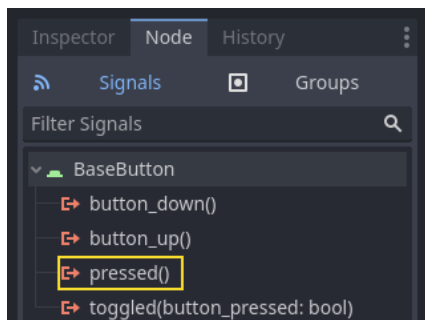 Inspector Node History
Signals Groups
Filter Signals
BaseButton
button_down()
button_up()
pressed()
toggled(button_pressed: bool)